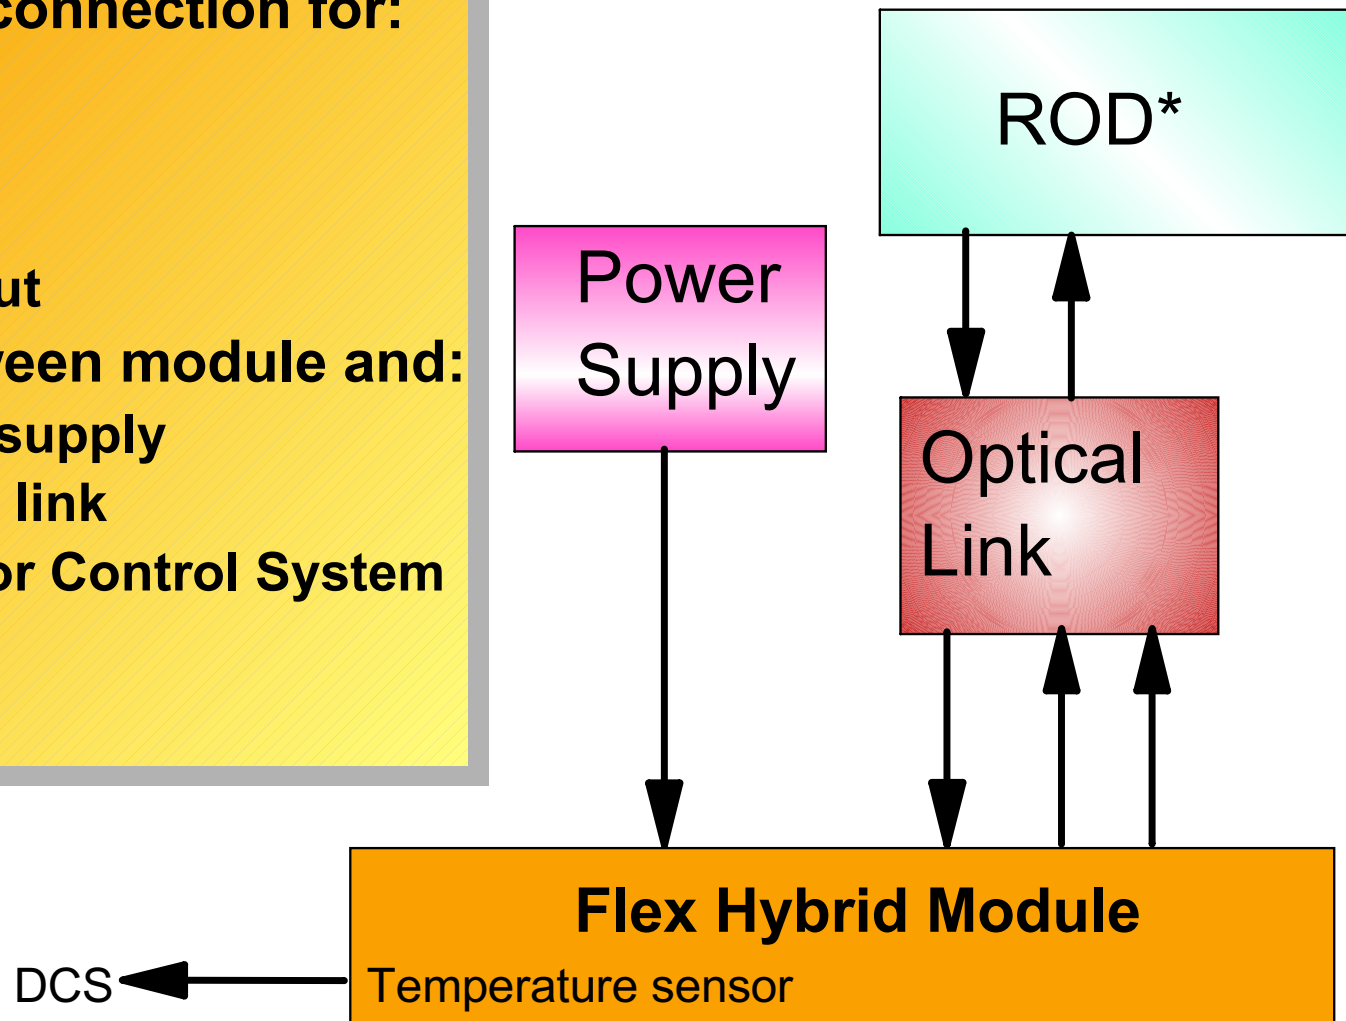 connection for:
ut
veen module and:
supply
link
or Control System
ROD*
Power
Supply
Optical
Link
Flex Hybrid Module
Temperature sensor
DCS